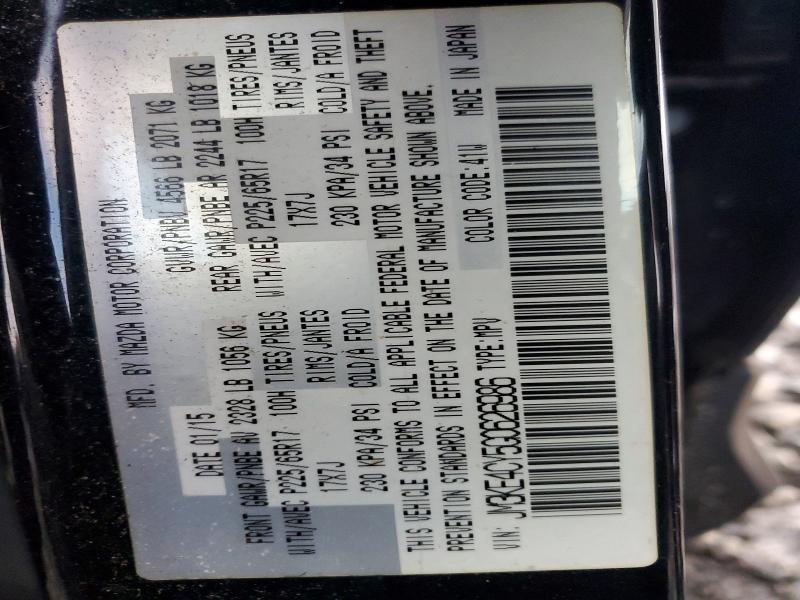 MFD. BY MAZDA MOTOR CORPORATION
DATE 01/15 GVWR/PNBV 4566 LB 2071 KG
FRONT GAWR/PNBE AV 2328 LB 1056 KG REAR GAWR/PNBE AR 2244 LB 1018 KG
WITH/AVEC P225/65R17 100H TIRES/PNEUS WITH/AVEC P225/65R17 100H TIRES/PNEUS
17X7J RIMS/JANTES 17X7J RIMS/JANTES
230 KPA/34 PSI COLD/A FROID 230 KPA/34 PSI COLD/A FROID
THIS VEHICLE CONFORMS TO ALL APPLICABLE FEDERAL MOTOR VEHICLE SAFETY AND THEFT
PREVENTION STANDARDS IN EFFECT ON THE DATE OF MANUFACTURE SHOWN ABOVE.
COLOR CODE:41W MADE IN JAPAN
VIN: JM3KE4CY5G0626986 TYPE:MPV